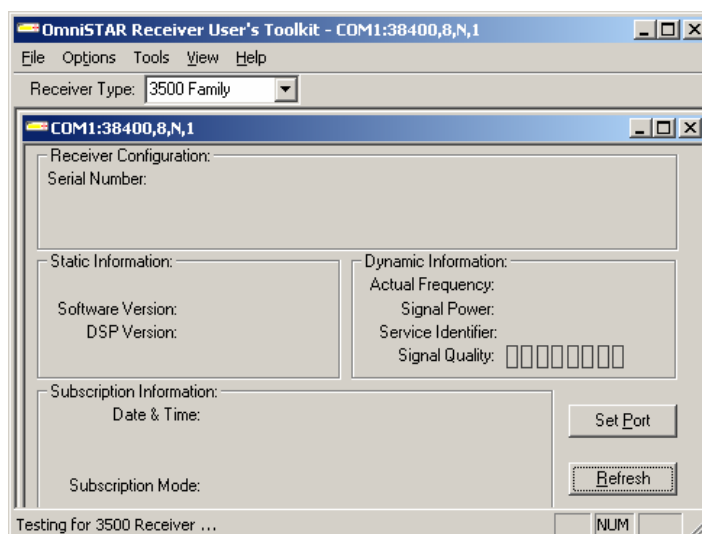 OmniSTAR Receiver User's Toolkit - COM1:38400,8,N,1
File Options Tools View Help
Receiver Type: 3500 Family
COM1:38400,8,N,1
Receiver Configuration:
Serial Number:
Static Information:
Software Version:
DSP Version:
Dynamic Information:
Actual Frequency:
Signal Power:
Service Identifier:
Signal Quality:
Subscription Information:
Date & Time:
Subscription Mode:
Set Port
Refresh
Testing for 3500 Receiver ...
NUM